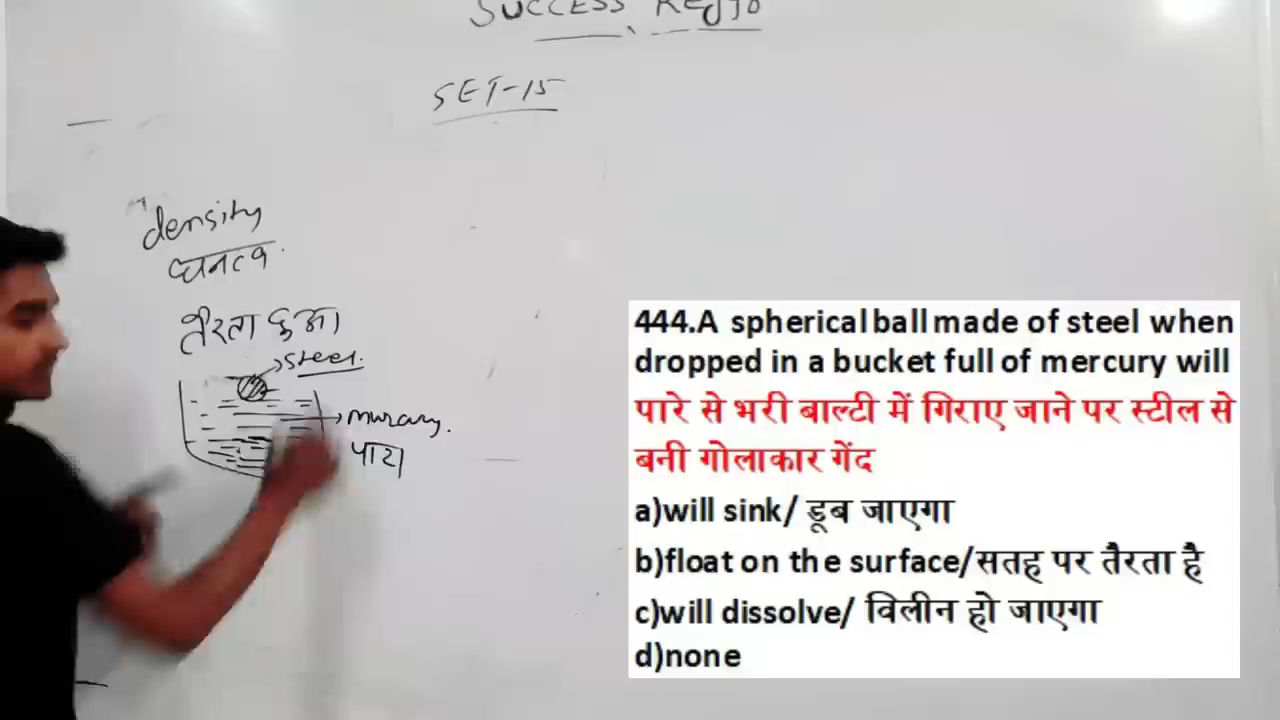 SUCCESS
SET-15
density
घनत्व
तैरता हुआ
steel.
पारा
444.A spherical ball made of steel when
dropped in a bucket full of mercury will
पारे से भरी बाल्टी में गिराए जाने पर स्टील से
बनी गोलाकार गेंद
a)will sink/ डूब जाएगा
b)float on the surface/सतह पर तैरता है
c)will dissolve/ विलीन हो जाएगा
d)none